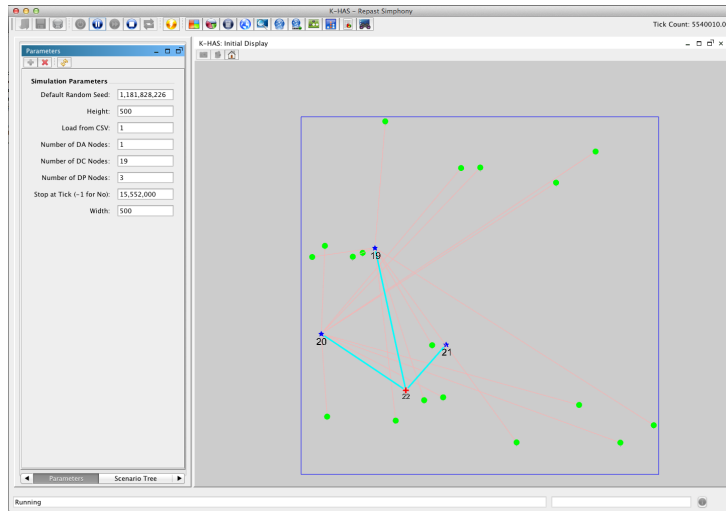 K-HAS - Repast Simphony
Tick Count: 5540010.0
Parameters
Simulation Parameters
Default Random Seed: 1,181,828,226
Height: 500
Load from CSV: 1
Number of DA Nodes: 1
Number of DC Nodes: 19
Number of DP Nodes: 3
Stop at Tick (-1 for No): 15,552,000
Width: 500
Parameters
Scenario Tree
K-HAS: Initial Display
19
20
21
22
Running